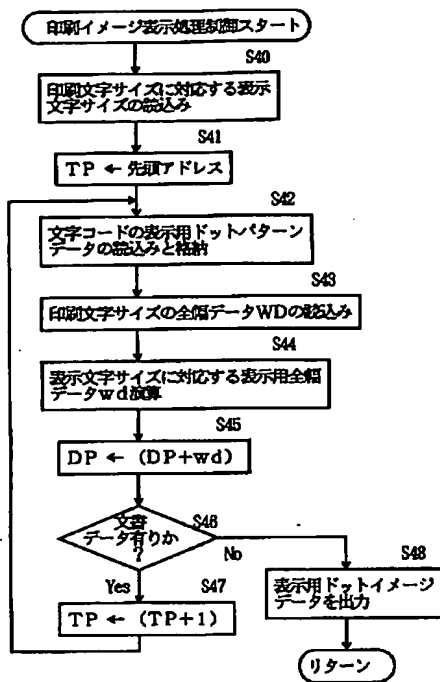 印刷イメージ表示処理制御スタート
S40
印刷文字サイズに対応する表示
文字サイズの読込み
S41
TP ← 先頭アドレス
S42
文字コードの表示用ドットパターン
データの読込みと格納
S43
印刷文字サイズの全幅データWDの読込み
S44
表示文字サイズに対応する表示用全幅
データwd演算
S45
DP ← (DP+wd)
S46
文書
データ有りか
?
No
Yes
S47
TP ← (TP+1)
S48
表示用ドットイメージ
データを出力
リターン